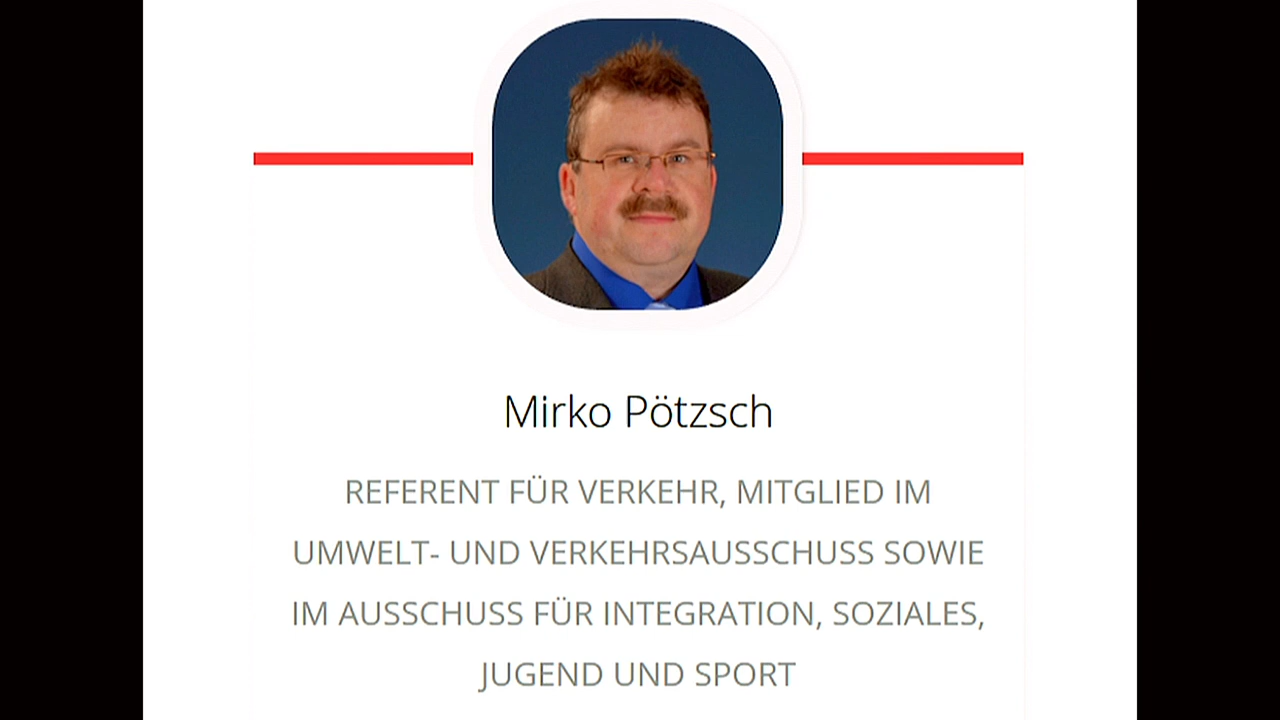 Mirko Pötzsch
REFERENT FÜR VERKEHR, MITGLIED IM
UMWELT- UND VERKEHRSAUSSCHUSS SOWIE
IM AUSSCHUSS FÜR INTEGRATION, SOZIALES,
JUGEND UND SPORT